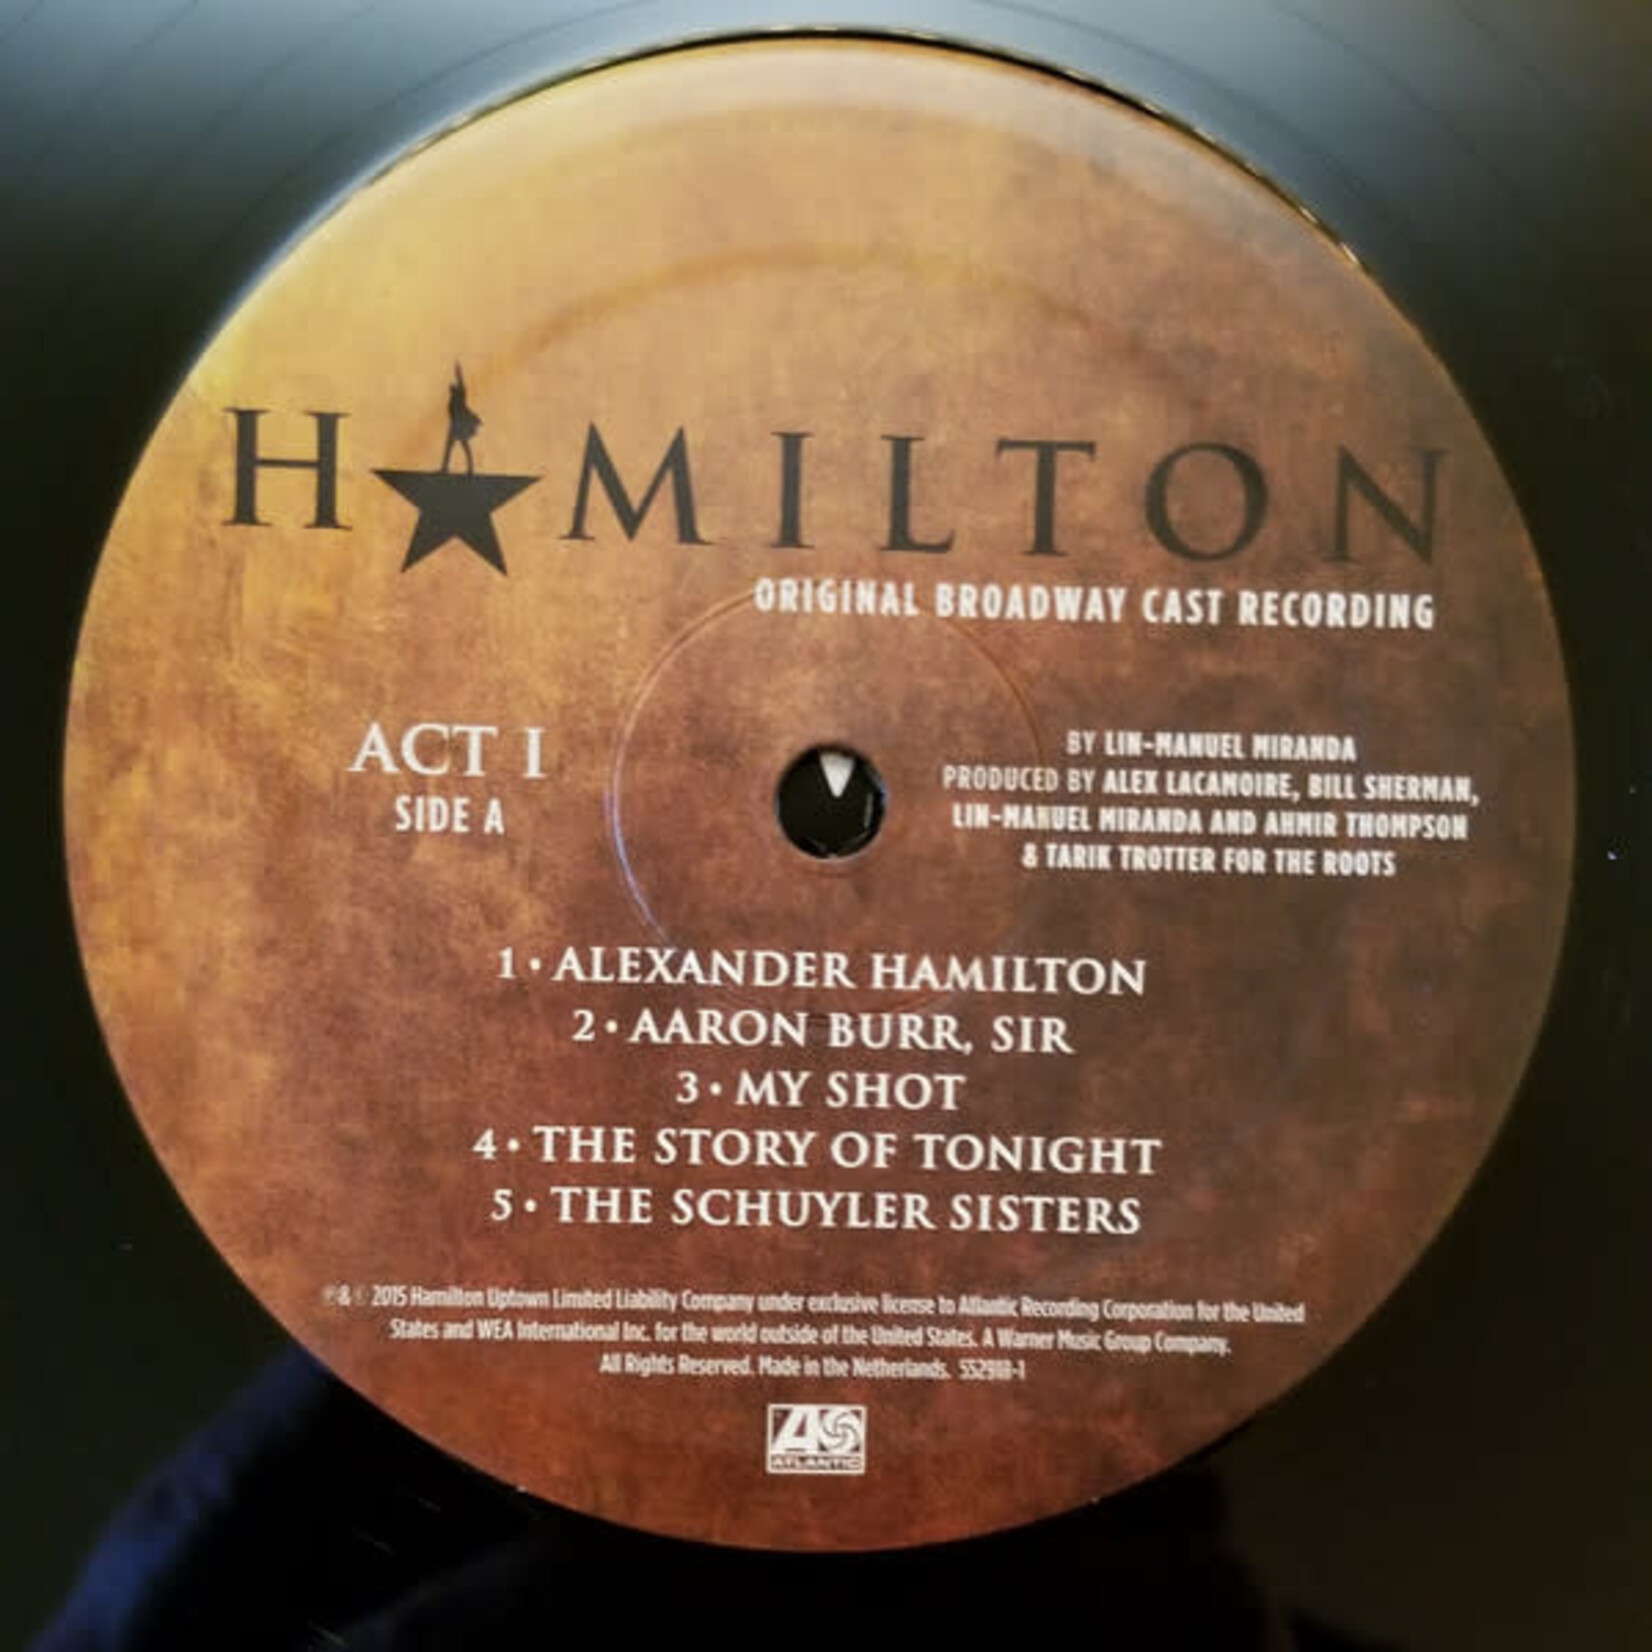 H★MILTON
ORIGINAL BROADWAY CAST RECORDING
ACT I
SIDE A
BY LIN-MANUEL MIRANDA
PRODUCED BY ALEX LACAMOIRE, BILL SHERMAN,
LIN-MANUEL MIRANDA AND AHMIR THOMPSON
& TARIK TROTTER FOR THE ROOTS
1 • ALEXANDER HAMILTON
2 • AARON BURR, SIR
3 • MY SHOT
4 • THE STORY OF TONIGHT
5 • THE SCHUYLER SISTERS
℗ & © 2015 Hamilton Uptown Limited Liability Company under exclusive license to Atlantic Recording Corporation for the United
States and WEA International Inc. for the world outside of the United States. A Warner Music Group Company.
All Rights Reserved. Made in the Netherlands.
ATLANTIC